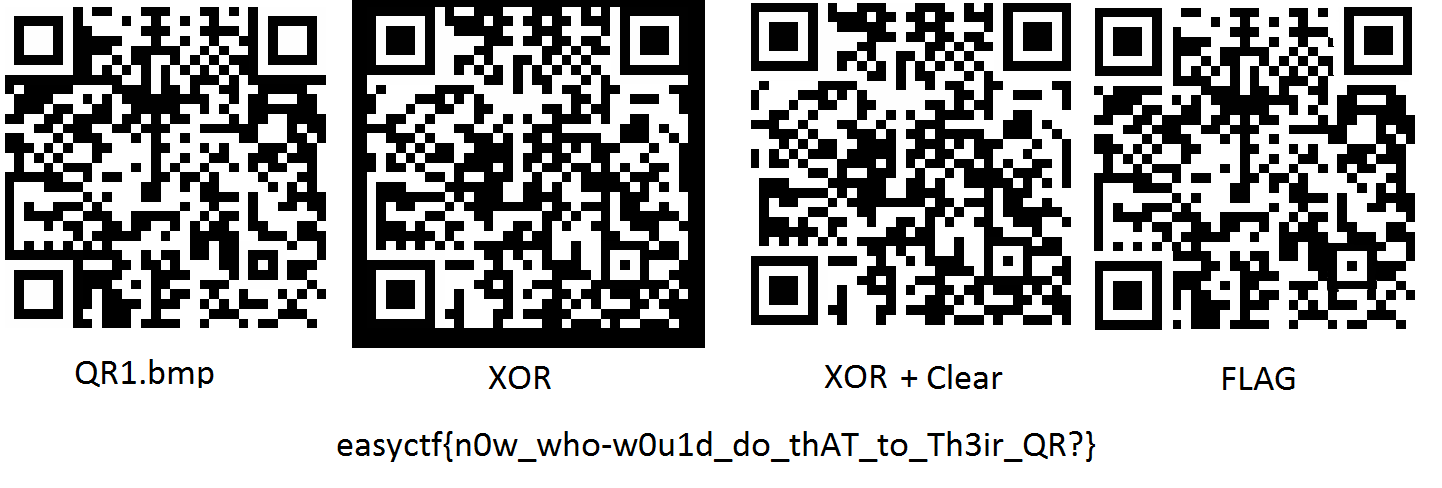 QR1.bmp XOR XOR + Clear FLAG
easyctf{n0w_who-w0u1d_do_thAT_to_Th3ir_QR?}